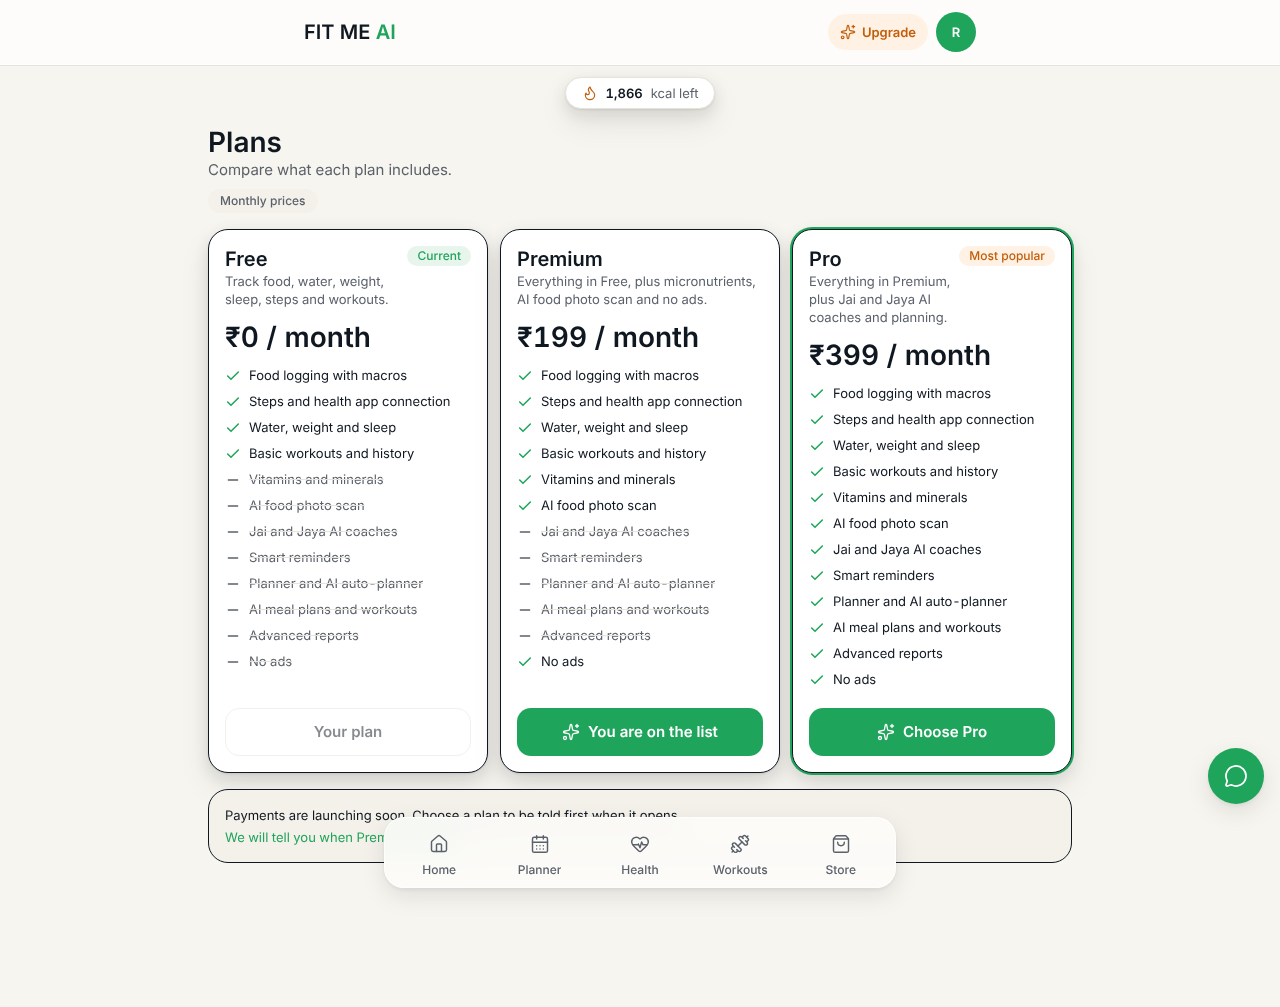 FIT ME AI
Upgrade
R
1,866 kcal left
Plans
Compare what each plan includes.
Monthly prices
Free
Current
Track food, water, weight,
sleep, steps and workouts.
₹0 / month
Food logging with macros
Steps and health app connection
Water, weight and sleep
Basic workouts and history
Vitamins and minerals
AI food photo scan
Jai and Jaya AI coaches
Smart reminders
Planner and AI auto-planner
AI meal plans and workouts
Advanced reports
No ads
Your plan
Premium
Everything in Free, plus micronutrients,
AI food photo scan and no ads.
₹199 / month
Food logging with macros
Steps and health app connection
Water, weight and sleep
Basic workouts and history
Vitamins and minerals
AI food photo scan
Jai and Jaya AI coaches
Smart reminders
Planner and AI auto-planner
AI meal plans and workouts
Advanced reports
No ads
You are on the list
Pro
Most popular
Everything in Premium,
plus Jai and Jaya AI
coaches and planning.
₹399 / month
Food logging with macros
Steps and health app connection
Water, weight and sleep
Basic workouts and history
Vitamins and minerals
AI food photo scan
Jai and Jaya AI coaches
Smart reminders
Planner and AI auto-planner
AI meal plans and workouts
Advanced reports
No ads
Choose Pro
Payments are launching soon. Choose a plan to be told first when it opens.
We will tell you when
Home
Planner
Health
Workouts
Store